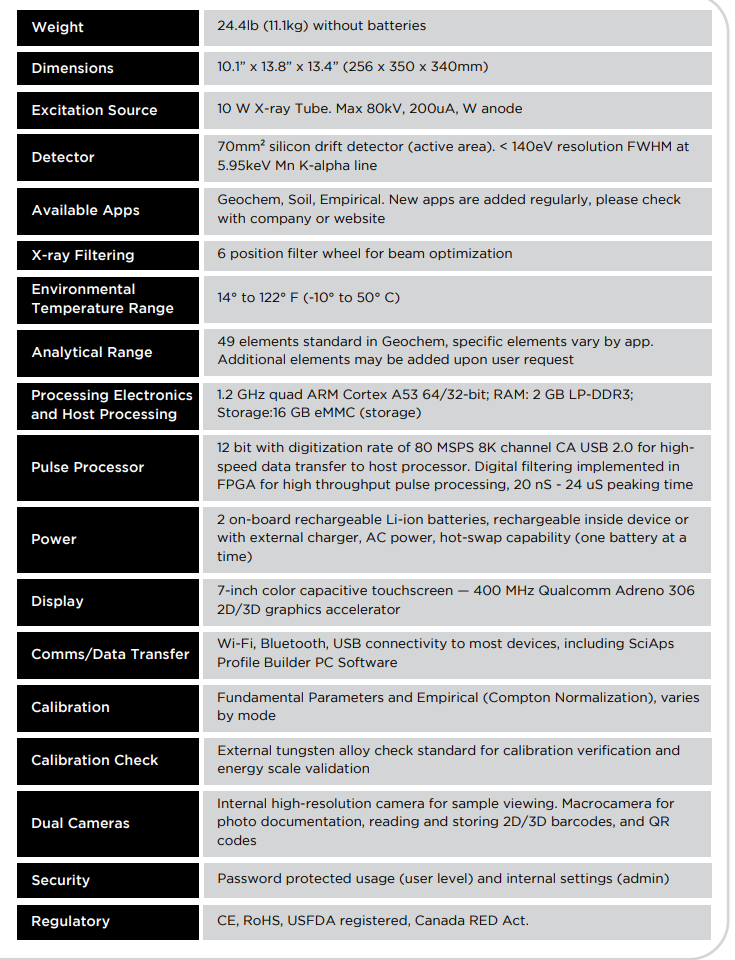 Weight
24.4lb (11.1kg) without batteries
Dimensions
10.1” x 13.8” x 13.4” (256 x 350 x 340mm)
Excitation Source
10 W X-ray Tube. Max 80kV, 200uA, W anode
Detector
70mm² silicon drift detector (active area). < 140eV resolution FWHM at
5.95keV Mn K-alpha line
Available Apps
Geochem, Soil, Empirical. New apps are added regularly, please check
with company or website
X-ray Filtering
6 position filter wheel for beam optimization
Environmental
Temperature Range
14° to 122° F (-10° to 50° C)
Analytical Range
49 elements standard in Geochem, specific elements vary by app.
Additional elements may be added upon user request
Processing Electronics
and Host Processing
1.2 GHz quad ARM Cortex A53 64/32-bit; RAM: 2 GB LP-DDR3;
Storage:16 GB eMMC (storage)
Pulse Processor
12 bit with digitization rate of 80 MSPS 8K channel CA USB 2.0 for high-
speed data transfer to host processor. Digital filtering implemented in
FPGA for high throughput pulse processing, 20 nS - 24 uS peaking time
Power
2 on-board rechargeable Li-ion batteries, rechargeable inside device or
with external charger, AC power, hot-swap capability (one battery at a
time)
Display
7-inch color capacitive touchscreen — 400 MHz Qualcomm Adreno 306
2D/3D graphics accelerator
Comms/Data Transfer
Wi-Fi, Bluetooth, USB connectivity to most devices, including SciAps
Profile Builder PC Software
Calibration
Fundamental Parameters and Empirical (Compton Normalization), varies
by mode
Calibration Check
External tungsten alloy check standard for calibration verification and
energy scale validation
Dual Cameras
Internal high-resolution camera for sample viewing. Macrocamera for
photo documentation, reading and storing 2D/3D barcodes, and QR
codes
Security
Password protected usage (user level) and internal settings (admin)
Regulatory
CE, RoHS, USFDA registered, Canada RED Act.